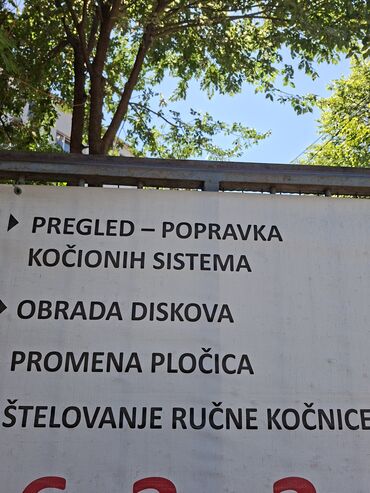 PREGLED – POPRAVKA
KOČIONIH SISTEMA
OBRADA DISKOVA
PROMENA PLOČICA
ŠTELOVANJE RUČNE KOČNICE